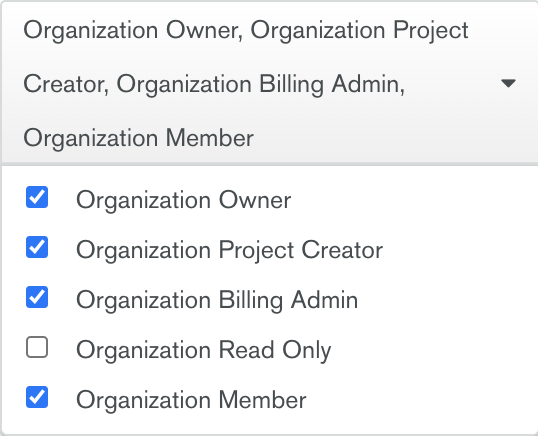 Organization Owner, Organization Project
Creator, Organization Billing Admin,
Organization Member
Organization Owner
Organization Project Creator
Organization Billing Admin
Organization Read Only
Organization Member